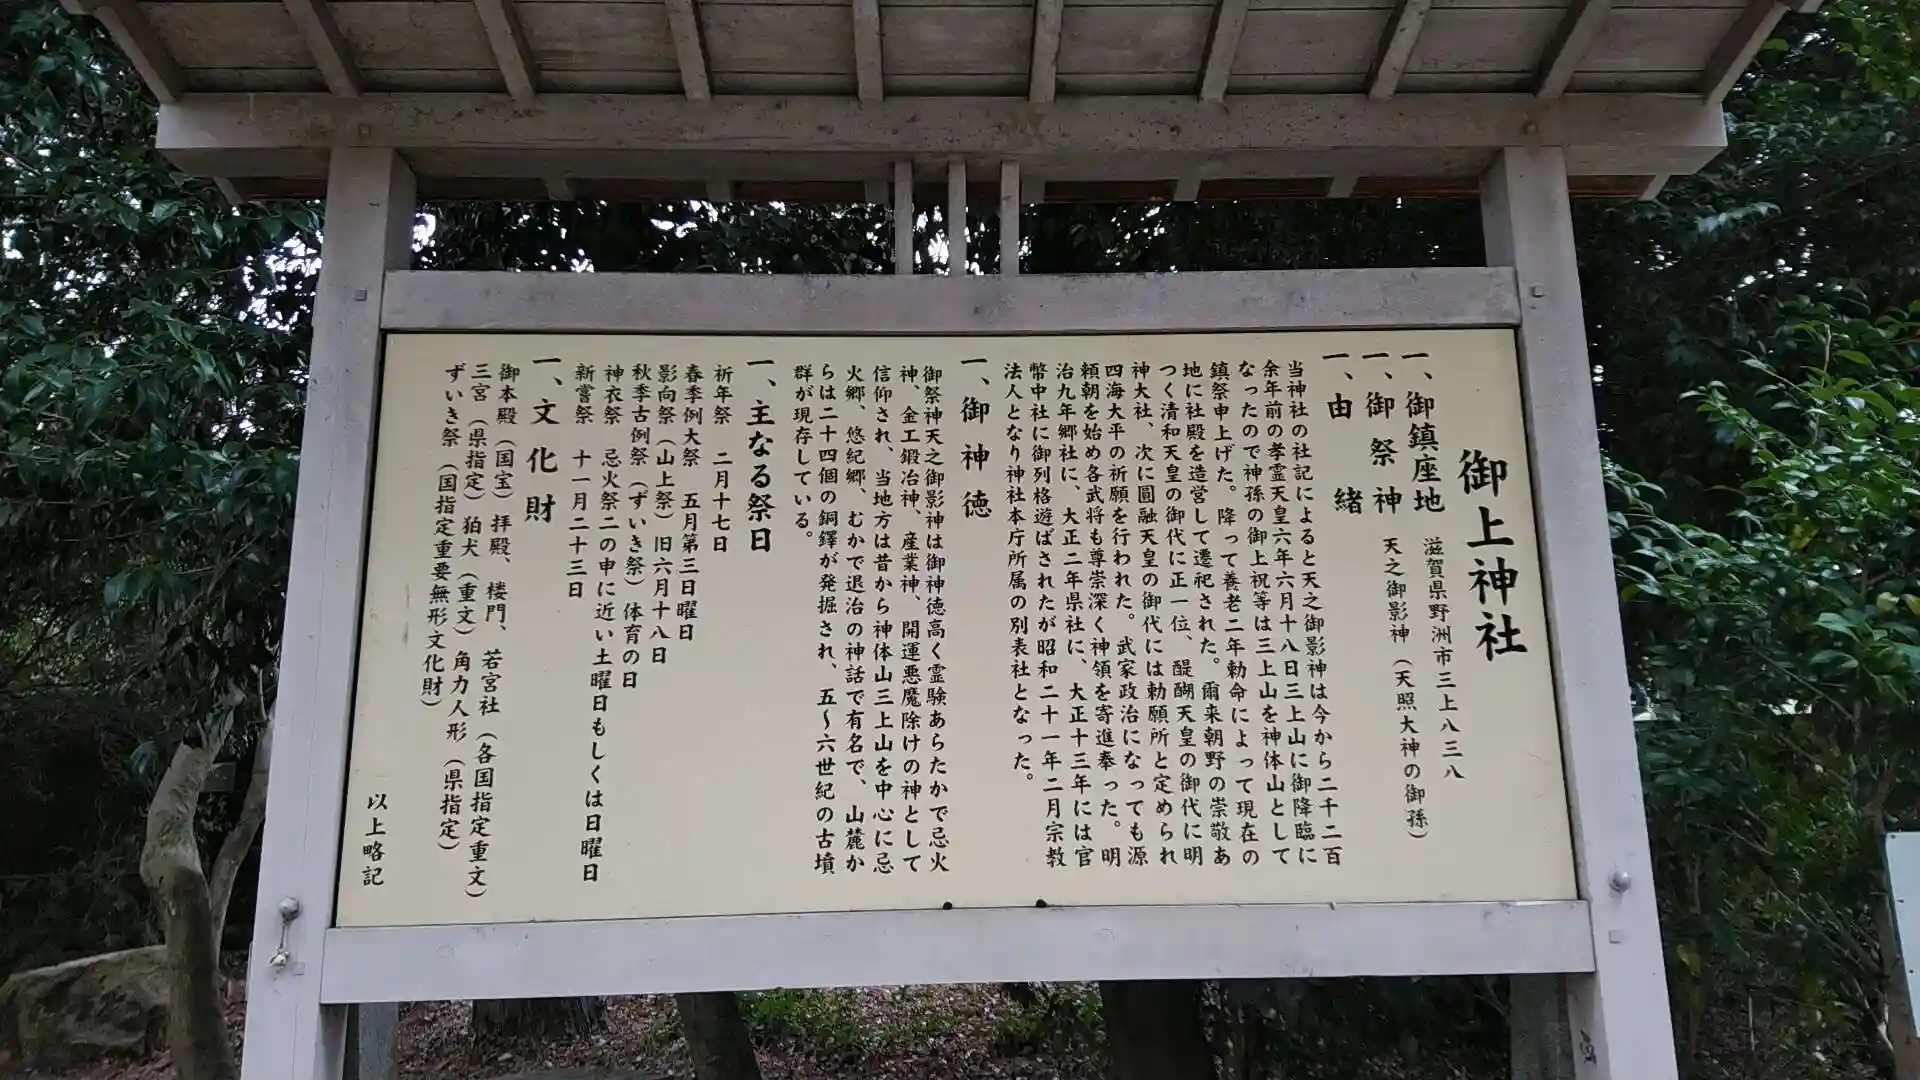 御上神社
一、御鎮座地 滋賀県野洲市三上八三八
一、御祭神 天之御影神(天照大神の御孫)
一、由緒
当神社の社記によると天之御影神は今から二千二百
余年前の孝霊天皇六年六月十八日三上山に御降臨に
なったので神孫の御上祝等は三上山を神体山として
鎮祭申上げた。降って養老二年勅命によって現在の
地に社殿を造営して遷祀された。爾来朝野の崇敬あ
つく清和天皇の御代に正一位、醍醐天皇の御代に明
神大社、次に圓融天皇の御代には勅願所と定められ
四海大平の祈願を行われた。武家政治になっても源
頼朝を始め各武将も尊崇深く神領を寄進奉った。明
治九年郷社に、大正二年県社に、大正十三年には官
幣中社に御列格遊ばされたが昭和二十一年二月宗教
法人となり神社本庁所属の別表社となった。
一、御神徳
御祭神天之御影神は御神徳高く霊験あらたかで忌火
神、金工鍛冶神、産業神、開運悪魔除けの神として
信仰され、当地方は昔から神体山三上山を中心に忌
火郷、悠紀郷、むかで退治の神話で有名で、山麓か
らは二十四個の銅鐸が発掘され、五〜六世紀の古墳
群が現存している。
一、主なる祭日
祈年祭 二月十七日
春季例大祭 五月第三日曜日
影向祭(山上祭)旧六月十八日
秋季古例祭(ずいき祭)体育の日
神衣祭 忌火祭二の申に近い土曜日もしくは日曜日
新嘗祭 十一月二十三日
一、文化財
御本殿(国宝)拝殿、楼門、若宮社(各国指定重文)
三宮(県指定)狛犬(重文)角力人形(県指定)
ずいき祭(国指定重要無形文化財)
以上略記